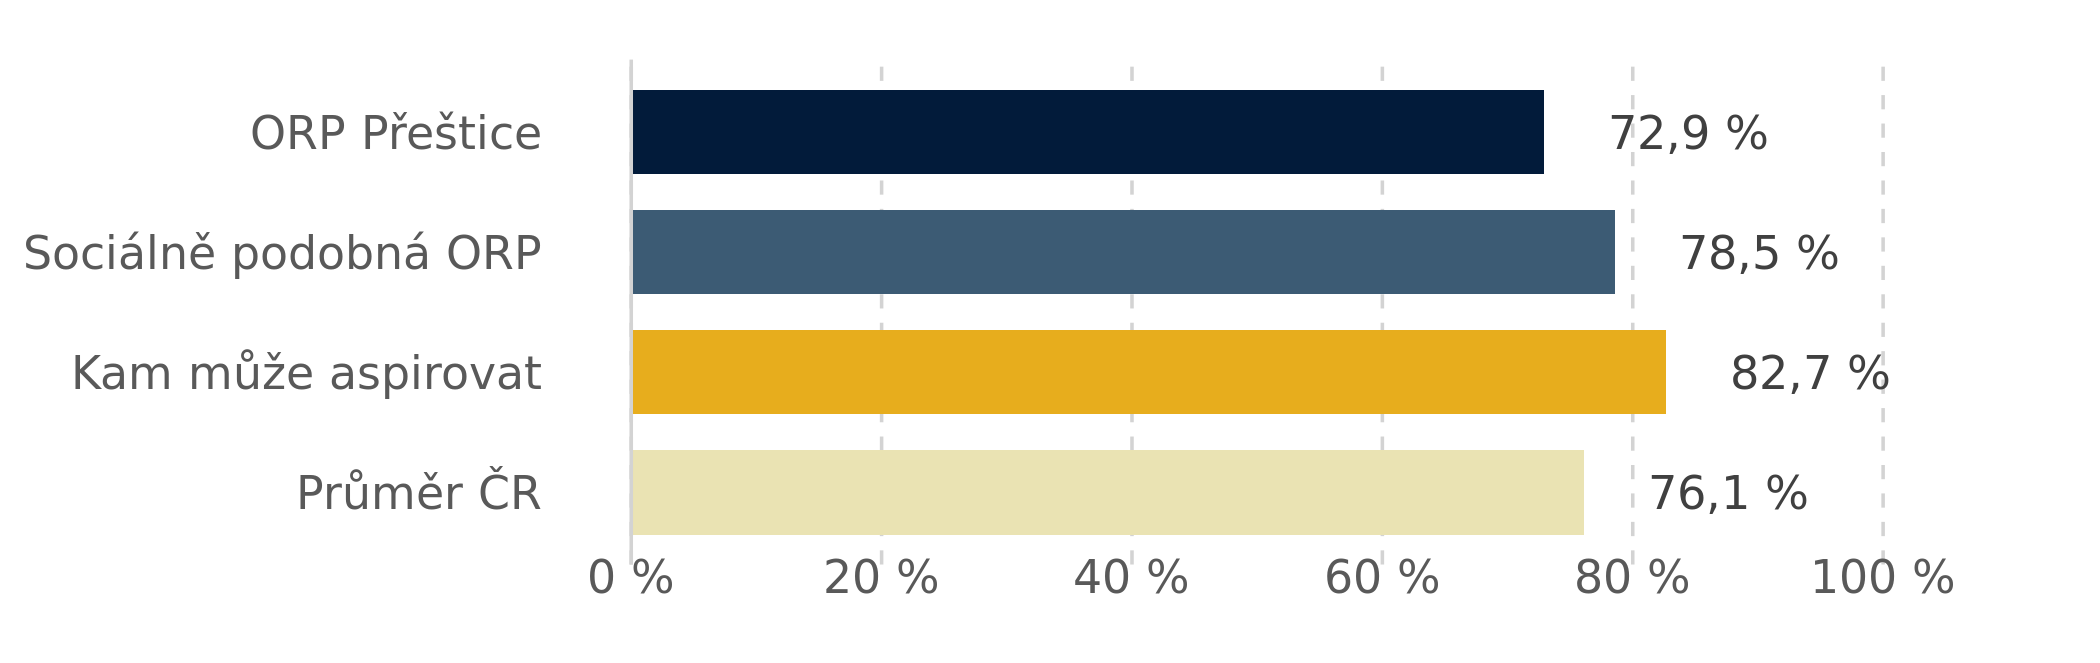 ORP Přeštice 72,9 %
Sociálně podobná ORP 78,5 %
Kam může aspirovat 82,7 %
Průměr ČR 76,1 %
0 % 20 % 40 % 60 % 80 % 100 %